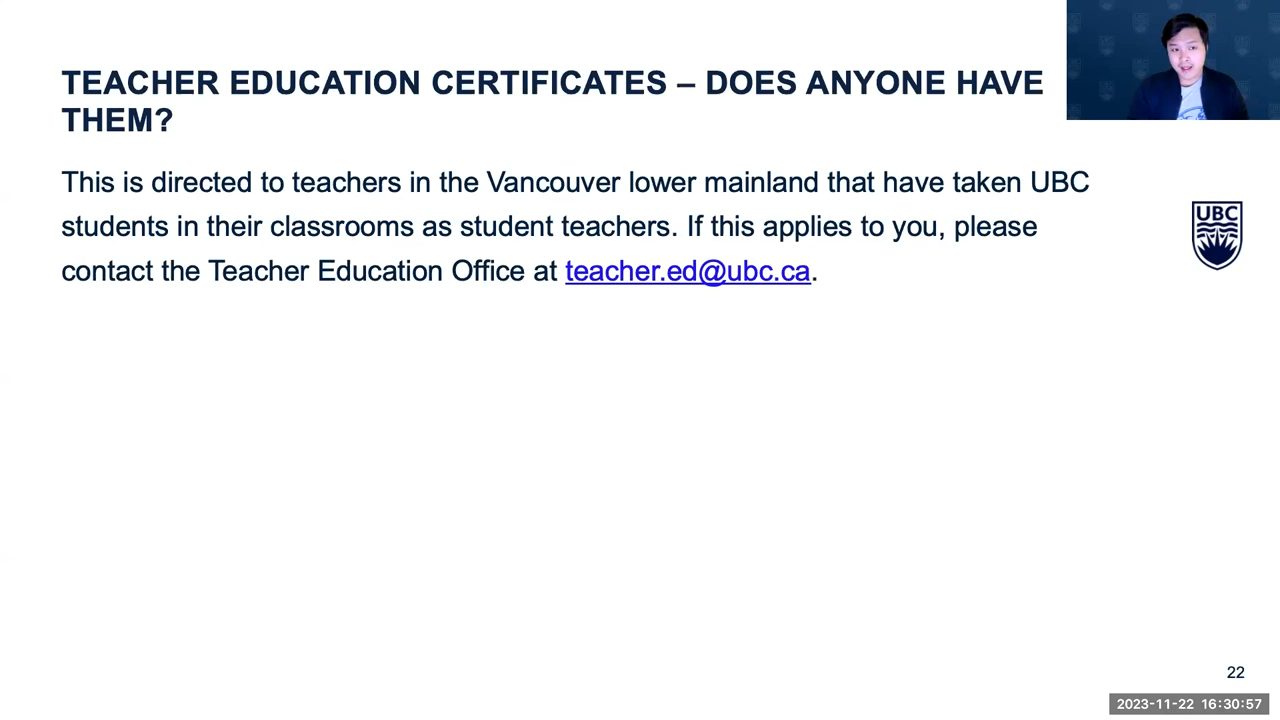 TEACHER EDUCATION CERTIFICATES – DOES ANYONE HAVE
THEM?
This is directed to teachers in the Vancouver lower mainland that have taken UBC
students in their classrooms as student teachers. If this applies to you, please
contact the Teacher Education Office at teacher.ed@ubc.ca.
UBC
22
2023-11-22 16:30:57